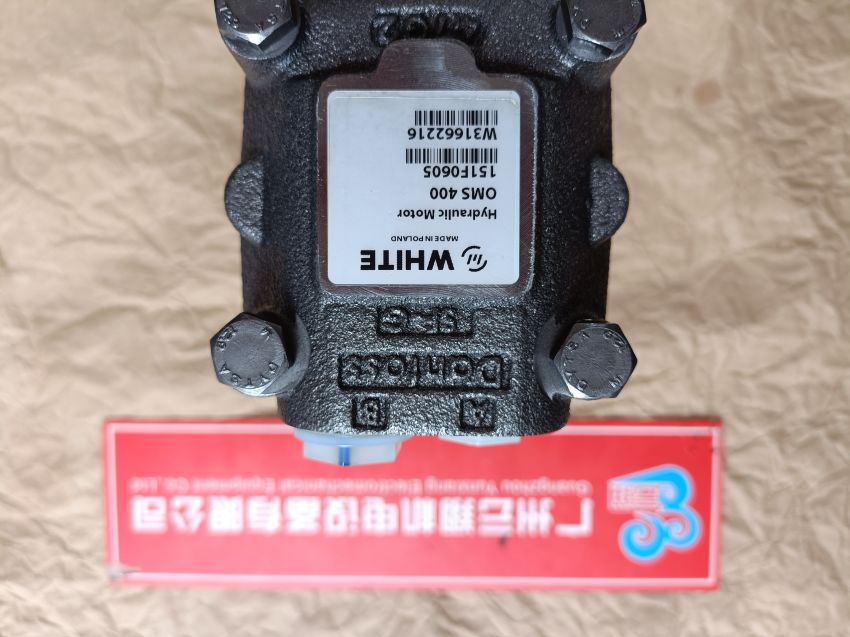 广州云翔机电设备有限公司
Guangzhou Yunxiang Electromechanical Equipment Co.,Ltd
A B
Danfoss
WHITE
MADE IN POLAND
Hydraulic Motor
OMS 400
151F0605
W31662216